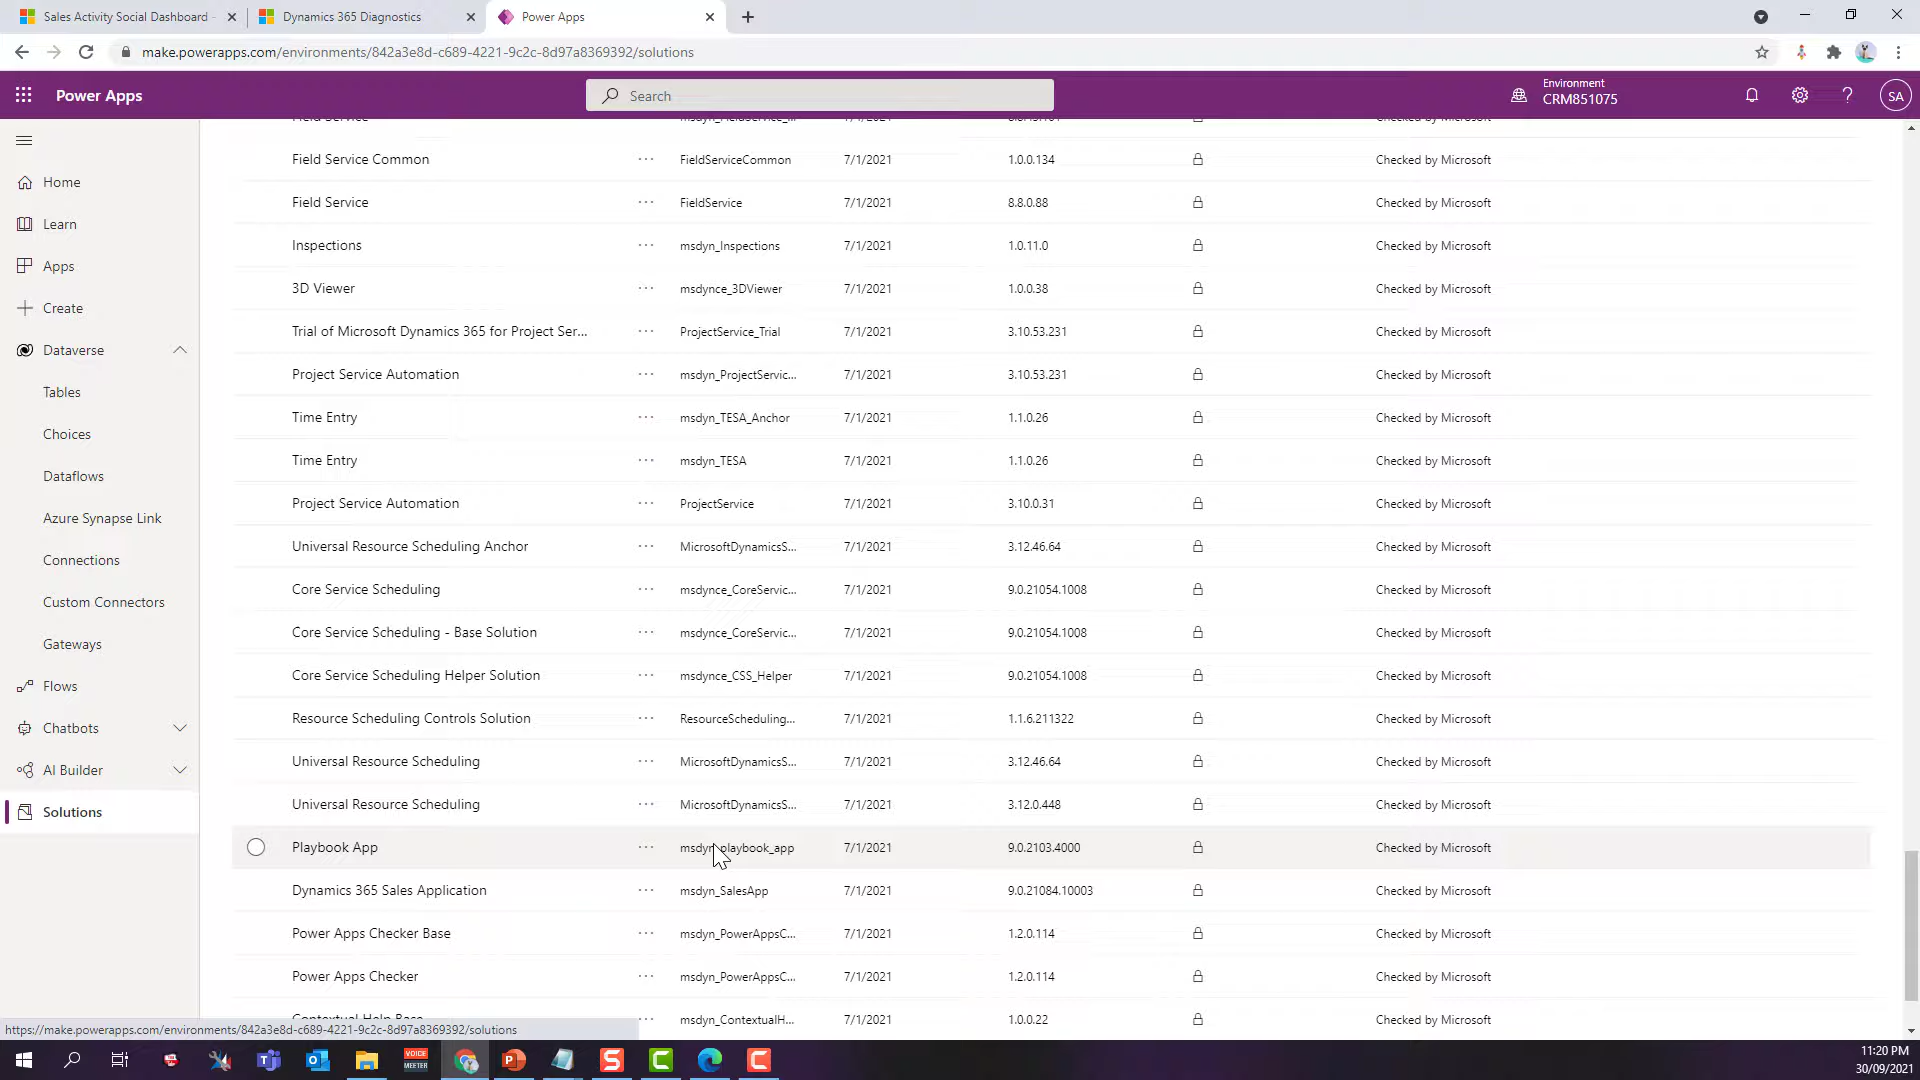 Sales Activity Social Dashboard -
Dynamics 365 Diagnostics
Power Apps
make.powerapps.com/environments/842a3e8d-c689-4221-9c2c-8d97a8369392/solutions
Power Apps
Search
Environment
CRM851075
SA
Home
Learn
Apps
Create
Dataverse
Tables
Choices
Dataflows
Azure Synapse Link
Connections
Custom Connectors
Gateways
Flows
Chatbots
AI Builder
Solutions
Field Service Common ... FieldServiceCommon 7/1/2021 1.0.0.134 Checked by Microsoft
Field Service ... FieldService 7/1/2021 8.8.0.88 Checked by Microsoft
Inspections ... msdyn_Inspections 7/1/2021 1.0.11.0 Checked by Microsoft
3D Viewer ... msdynce_3DViewer 7/1/2021 1.0.0.38 Checked by Microsoft
Trial of Microsoft Dynamics 365 for Project Ser... ... ProjectService_Trial 7/1/2021 3.10.53.231 Checked by Microsoft
Project Service Automation ... msdyn_ProjectServic... 7/1/2021 3.10.53.231 Checked by Microsoft
Time Entry ... msdyn_TESA_Anchor 7/1/2021 1.1.0.26 Checked by Microsoft
Time Entry ... msdyn_TESA 7/1/2021 1.1.0.26 Checked by Microsoft
Project Service Automation ... ProjectService 7/1/2021 3.10.0.31 Checked by Microsoft
Universal Resource Scheduling Anchor ... MicrosoftDynamicsS... 7/1/2021 3.12.46.64 Checked by Microsoft
Core Service Scheduling ... msdynce_CoreServic... 7/1/2021 9.0.21054.1008 Checked by Microsoft
Core Service Scheduling - Base Solution ... msdynce_CoreServic... 7/1/2021 9.0.21054.1008 Checked by Microsoft
Core Service Scheduling Helper Solution ... msdynce_CSS_Helper 7/1/2021 9.0.21054.1008 Checked by Microsoft
Resource Scheduling Controls Solution ... ResourceScheduling... 7/1/2021 1.1.6.211322 Checked by Microsoft
Universal Resource Scheduling ... MicrosoftDynamicsS... 7/1/2021 3.12.46.64 Checked by Microsoft
Universal Resource Scheduling ... MicrosoftDynamicsS... 7/1/2021 3.12.0.448 Checked by Microsoft
Playbook App ... msdyn_playbook_app 7/1/2021 9.0.2103.4000 Checked by Microsoft
Dynamics 365 Sales Application ... msdyn_SalesApp 7/1/2021 9.0.21084.10003 Checked by Microsoft
Power Apps Checker Base ... msdyn_PowerAppsC... 7/1/2021 1.2.0.114 Checked by Microsoft
Power Apps Checker ... msdyn_PowerAppsC... 7/1/2021 1.2.0.114 Checked by Microsoft
Contextual Help Base ... msdyn_ContextualH... 7/1/2021 1.0.0.22 Checked by Microsoft
https://make.powerapps.com/environments/842a3e8d-c689-4221-9c2c-8d97a8369392/solutions
VOICE
MEETER
11:20 PM
30/09/2021